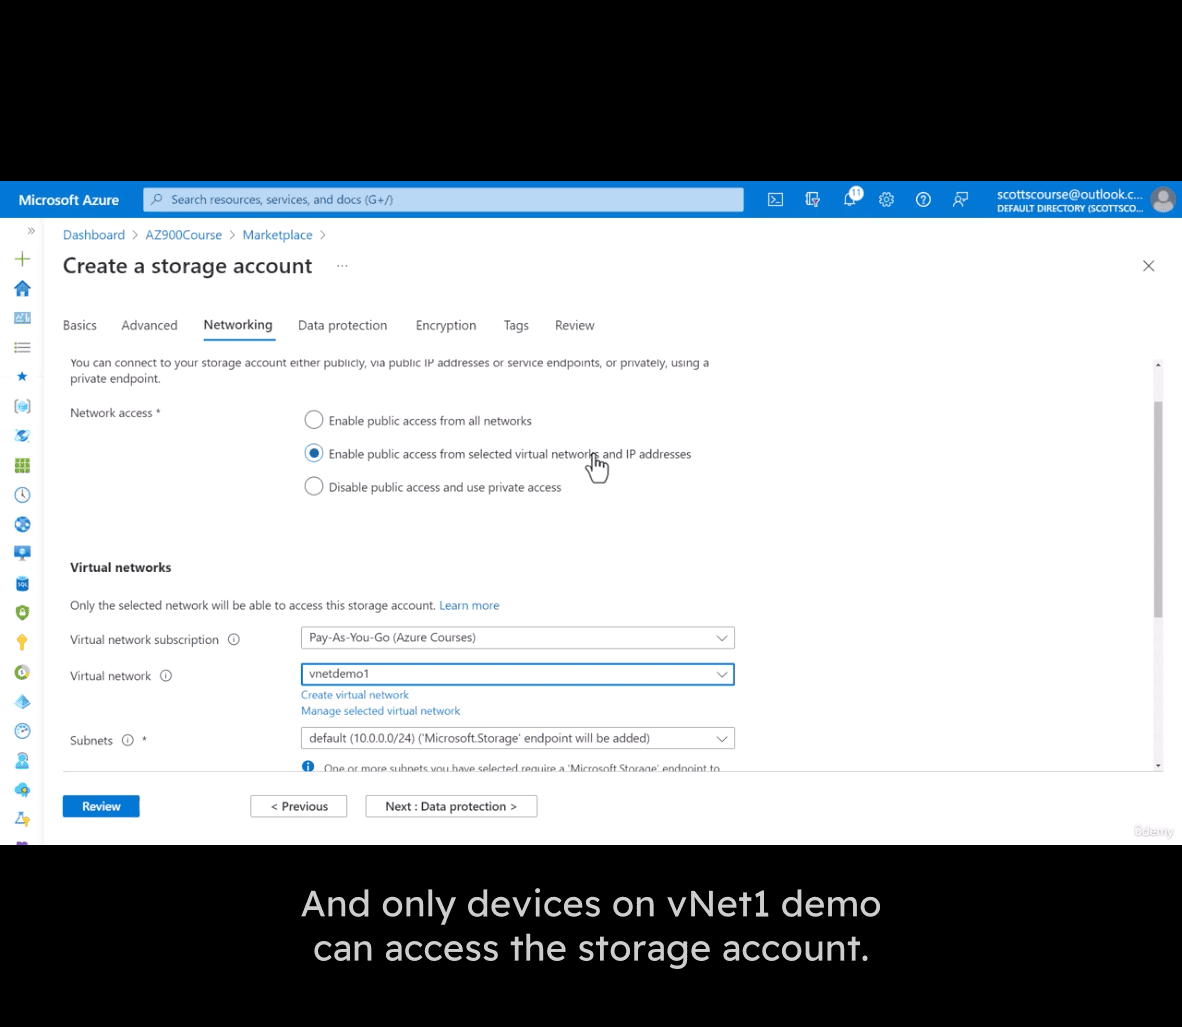 Microsoft Azure
Search resources, services, and docs (G+/)
11
scottscourse@outlook.c...
DEFAULT DIRECTORY (SCOTTSCO...
Dashboard > AZ900Course > Marketplace >
Create a storage account ...
Basics Advanced Networking Data protection Encryption Tags Review
You can connect to your storage account either publicly, via public IP addresses or service endpoints, or privately, using a
private endpoint.
Network access *
Enable public access from all networks
Enable public access from selected virtual networks and IP addresses
Disable public access and use private access
Virtual networks
Only the selected network will be able to access this storage account. Learn more
Virtual network subscription
Pay-As-You-Go (Azure Courses)
Virtual network
vnetdemo1
Create virtual network
Manage selected virtual network
Subnets *
default (10.0.0.0/24) ('Microsoft.Storage' endpoint will be added)
One or more subnets you have selected require a 'Microsoft.Storage' endpoint to
Review < Previous Next : Data protection >
SQL
ûdemy
And only devices on vNet1 demo
can access the storage account.